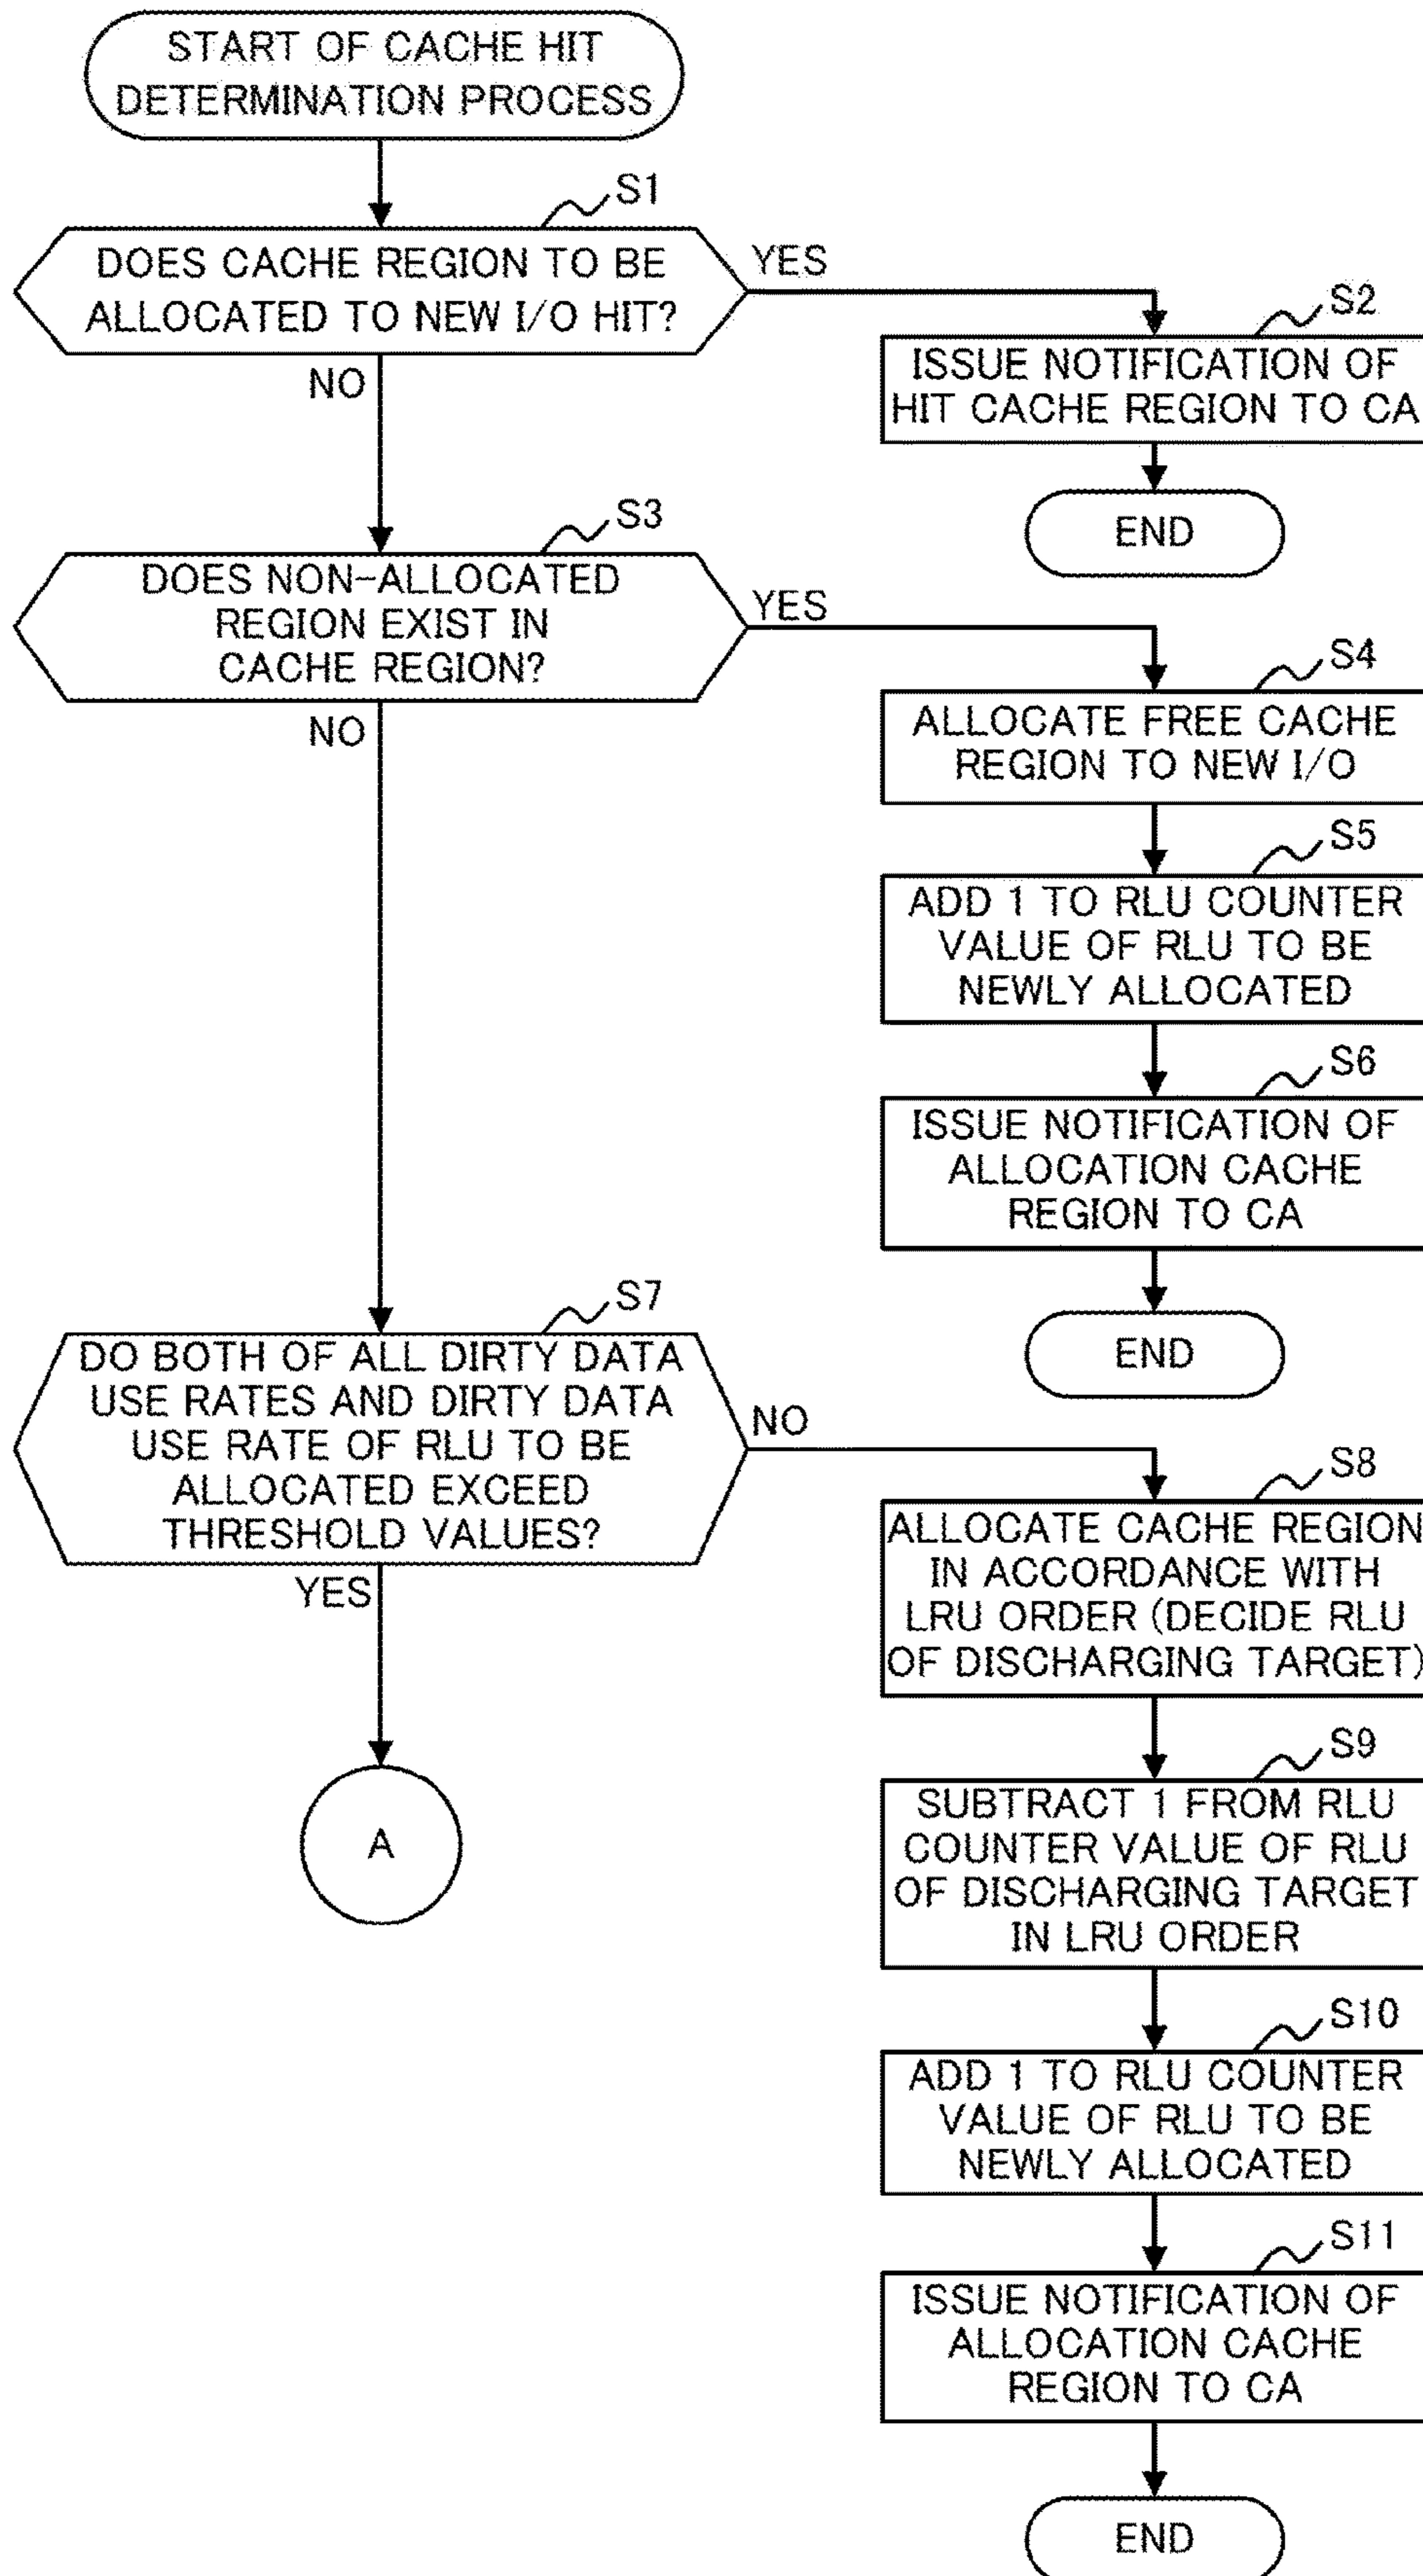 START OF CACHE HIT
DETERMINATION PROCESS
S1
DOES CACHE REGION TO BE
ALLOCATED TO NEW I/O HIT?
YES
NO
S2
ISSUE NOTIFICATION OF
HIT CACHE REGION TO CA
END
S3
DOES NON-ALLOCATED
REGION EXIST IN
CACHE REGION?
YES
NO
S4
ALLOCATE FREE CACHE
REGION TO NEW I/O
S5
ADD 1 TO RLU COUNTER
VALUE OF RLU TO BE
NEWLY ALLOCATED
S6
ISSUE NOTIFICATION OF
ALLOCATION CACHE
REGION TO CA
END
S7
DO BOTH OF ALL DIRTY DATA
USE RATES AND DIRTY DATA
USE RATE OF RLU TO BE
ALLOCATED EXCEED
THRESHOLD VALUES?
NO
YES
A
S8
ALLOCATE CACHE REGION
IN ACCORDANCE WITH
LRU ORDER (DECIDE RLU
OF DISCHARGING TARGET)
S9
SUBTRACT 1 FROM RLU
COUNTER VALUE OF RLU
OF DISCHARGING TARGET
IN LRU ORDER
S10
ADD 1 TO RLU COUNTER
VALUE OF RLU TO BE
NEWLY ALLOCATED
S11
ISSUE NOTIFICATION OF
ALLOCATION CACHE
REGION TO CA
END